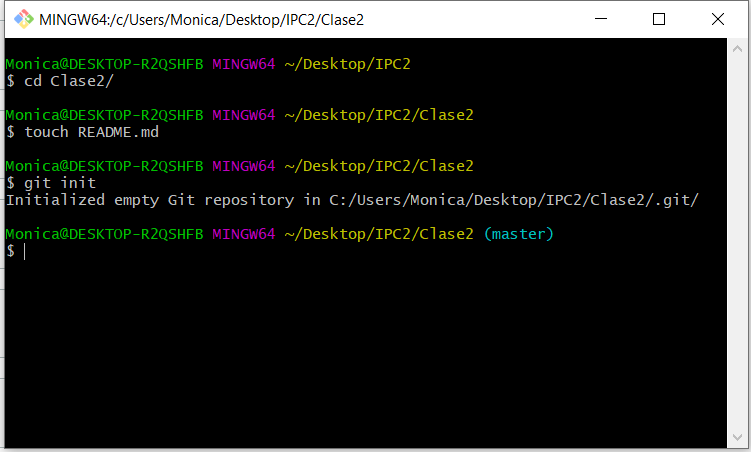 MINGW64:/c/Users/Monica/Desktop/IPC2/Clase2
Monica@DESKTOP-R2QSHFB MINGW64 ~/Desktop/IPC2
$ cd Clase2/
Monica@DESKTOP-R2QSHFB MINGW64 ~/Desktop/IPC2/Clase2
$ touch README.md
Monica@DESKTOP-R2QSHFB MINGW64 ~/Desktop/IPC2/Clase2
$ git init
Initialized empty Git repository in C:/Users/Monica/Desktop/IPC2/Clase2/.git/
Monica@DESKTOP-R2QSHFB MINGW64 ~/Desktop/IPC2/Clase2 (master)
$